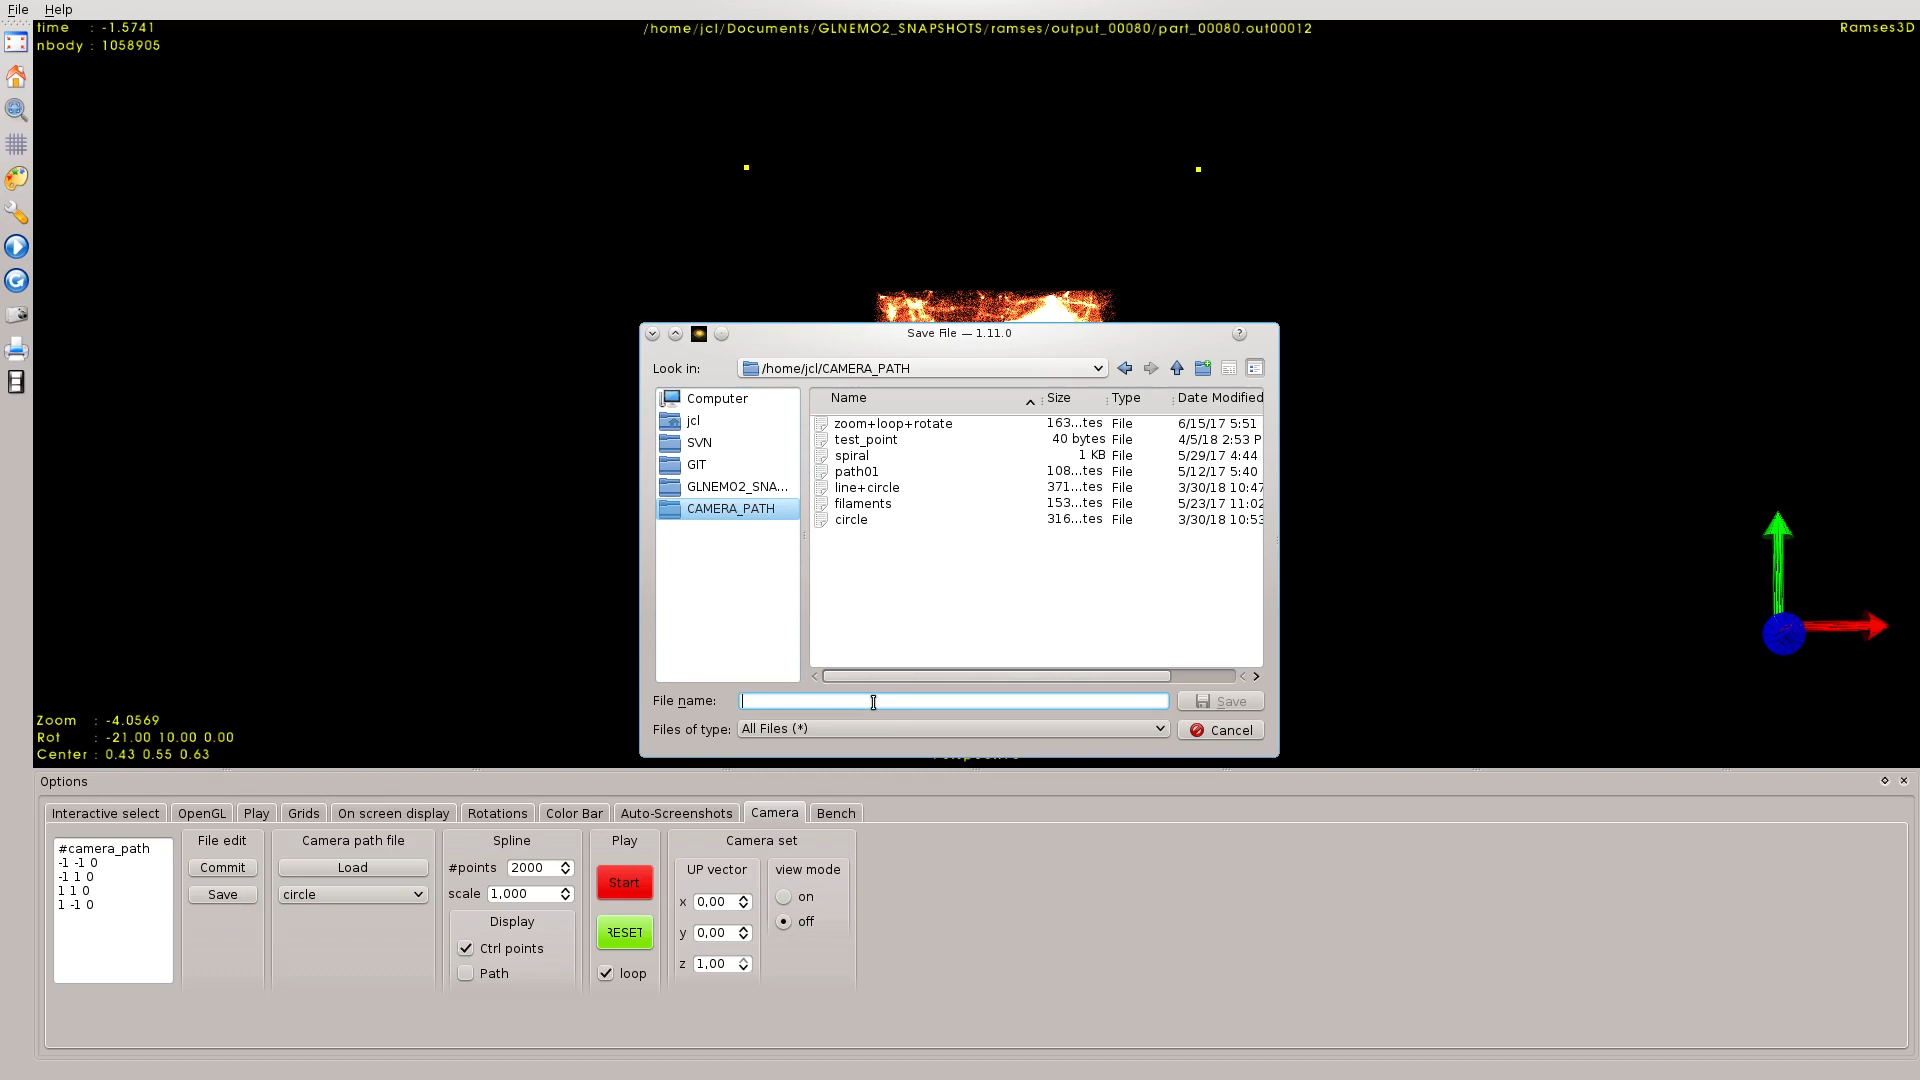 File Help
time : -1.5741
nbody : 1058905
/home/jcl/Documents/GLNEMO2_SNAPSHOTS/ramses/output_00080/part_00080.out00012
Ramses3D
Save File — 1.11.0
Look in: /home/jcl/CAMERA_PATH
Computer
jcl
SVN
GIT
GLNEMO2_SNA...
CAMERA_PATH
Name Size Type Date Modified
zoom+loop+rotate 163...tes File 6/15/17 5:51
test_point 40 bytes File 4/5/18 2:53 P
spiral 1 KB File 5/29/17 4:44
path01 108...tes File 5/12/17 5:40
line+circle 371...tes File 3/30/18 10:47
filaments 153...tes File 5/23/17 11:02
circle 316...tes File 3/30/18 10:53
File name: Save
Files of type: All Files (*) Cancel
Zoom : -4.0569
Rot : -21.00 10.00 0.00
Center : 0.43 0.55 0.63
Options
Interactive select OpenGL Play Grids On screen display Rotations Color Bar Auto-Screenshots Camera Bench
#camera_path
-1 -1 0
-1 1 0
1 1 0
1 -1 0
File edit
Commit
Save
Camera path file
Load
circle
Spline
#points 2000
scale 1,000
Display
Ctrl points
Path
Play
Start
RESET
loop
Camera set
UP vector
x 0,00
y 0,00
z 1,00
view mode
on
off